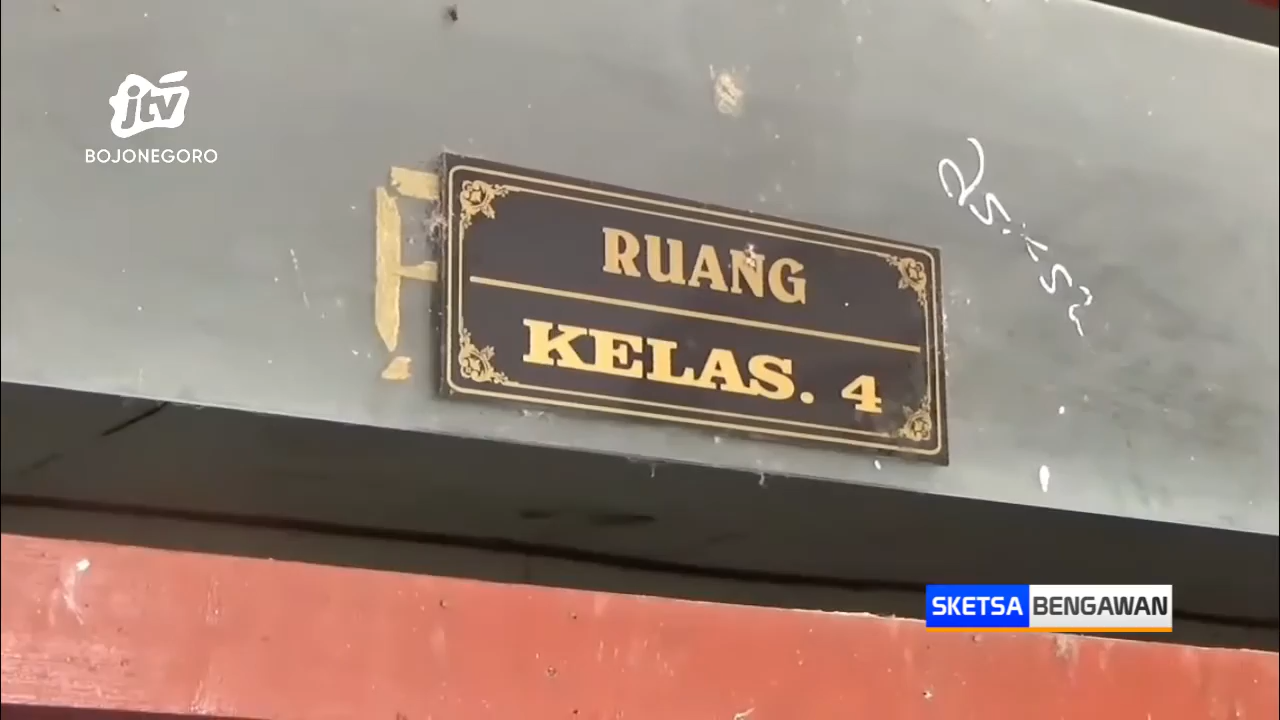 jtv
BOJONEGORO
RUANG
KELAS. 4
SKETSA BENGAWAN